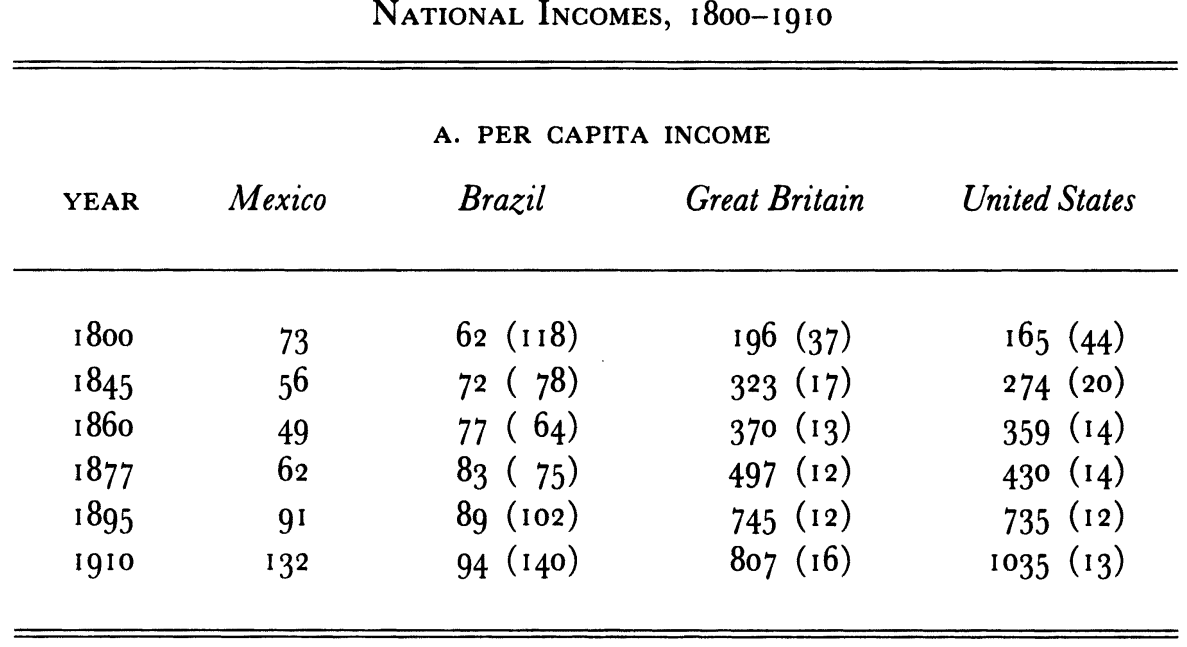 NATIONAL INCOMES, 1800–1910
A. PER CAPITA INCOME
YEAR Mexico Brazil Great Britain United States
1800 73 62 (118) 196 (37) 165 (44)
1845 56 72 ( 78) 323 (17) 274 (20)
1860 49 77 ( 64) 370 (13) 359 (14)
1877 62 83 ( 75) 497 (12) 430 (14)
1895 91 89 (102) 745 (12) 735 (12)
1910 132 94 (140) 807 (16) 1035 (13)